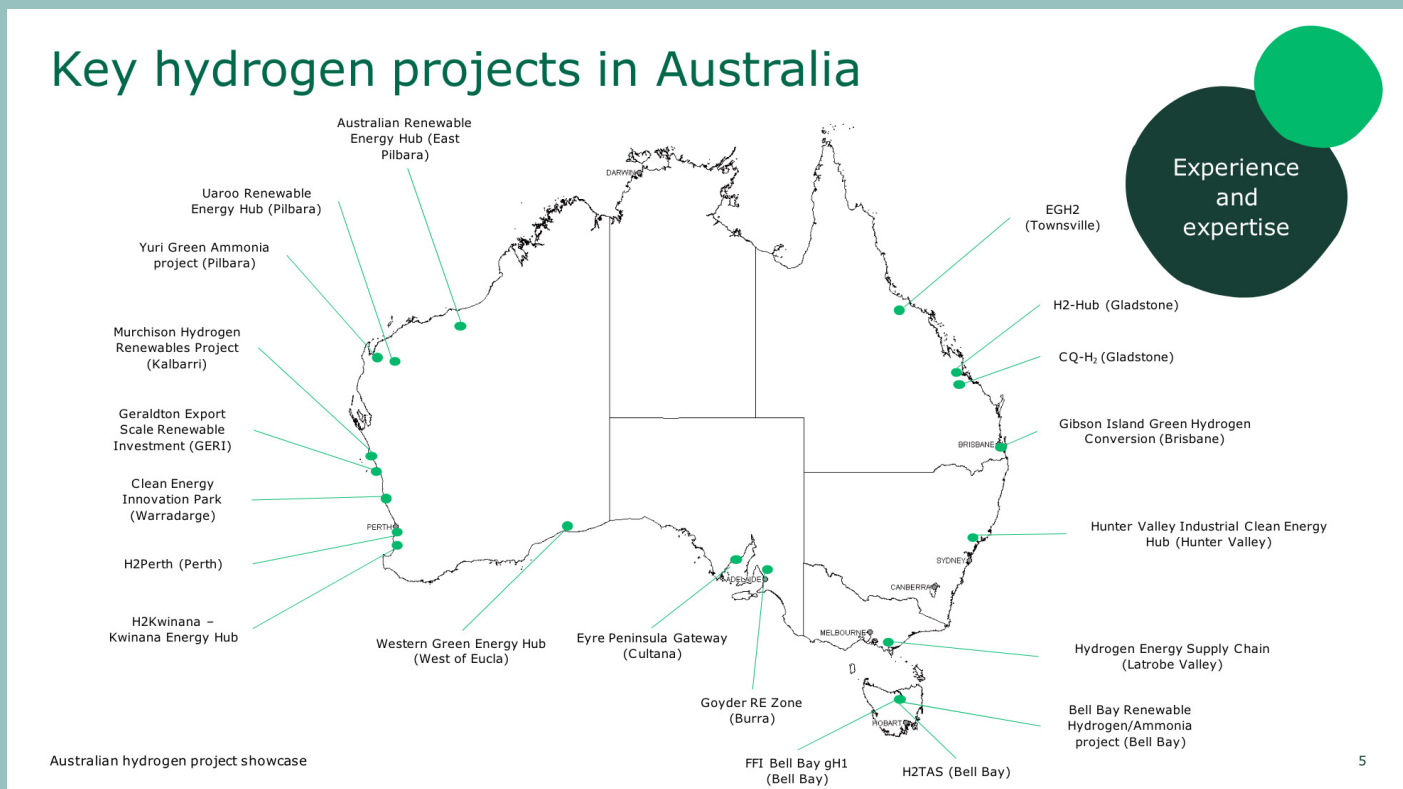 Key hydrogen projects in Australia
Experience
and
expertise
Australian Renewable
Energy Hub (East
Pilbara)
Uaroo Renewable
Energy Hub (Pilbara)
Yuri Green Ammonia
project (Pilbara)
Murchison Hydrogen
Renewables Project
(Kalbarri)
Geraldton Export
Scale Renewable
Investment (GERI)
Clean Energy
Innovation Park
(Warradarge)
H2Perth (Perth)
H2Kwinana –
Kwinana Energy Hub
Western Green Energy Hub
(West of Eucla)
Eyre Peninsula Gateway
(Cultana)
Goyder RE Zone
(Burra)
FFI Bell Bay gH1
(Bell Bay)
H2TAS (Bell Bay)
Bell Bay Renewable
Hydrogen/Ammonia
project (Bell Bay)
Hydrogen Energy Supply Chain
(Latrobe Valley)
Hunter Valley Industrial Clean Energy
Hub (Hunter Valley)
Gibson Island Green Hydrogen
Conversion (Brisbane)
CQ-H₂ (Gladstone)
H2-Hub (Gladstone)
EGH2
(Townsville)
DARWIN
BRISBANE
PERTH
SYDNEY
ADELAIDE
CANBERRA
MELBOURNE
HOBART
Australian hydrogen project showcase
5